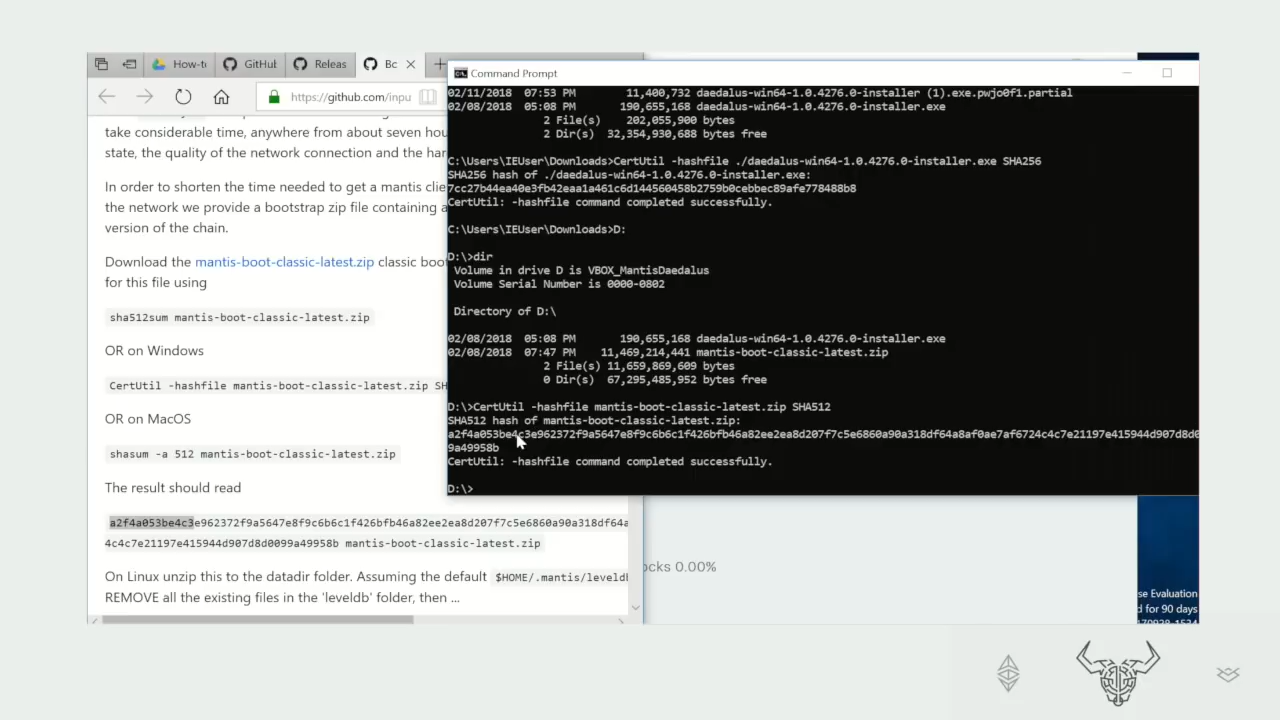 How-t
GitHub
Releas
Bc
https://github.com/inpu
take considerable time, anywhere from about seven hou
state, the quality of the network connection and the har
In order to shorten the time needed to get a mantis clie
the network we provide a bootstrap zip file containing a
version of the chain.
Download the mantis-boot-classic-latest.zip classic boot
for this file using
sha512sum mantis-boot-classic-latest.zip
OR on Windows
CertUtil -hashfile mantis-boot-classic-latest.zip SH
OR on MacOS
shasum -a 512 mantis-boot-classic-latest.zip
The result should read
a2f4a053be4c3e962372f9a5647e8f9c6b6c1f426bfb46a82ee2ea8d207f7c5e6860a90a318df64a
4c4c7e21197e415944d907d8d0099a49958b mantis-boot-classic-latest.zip
On Linux unzip this to the datadir folder. Assuming the default $HOME/.mantis/leveldb
REMOVE all the existing files in the 'leveldb' folder, then ...
Command Prompt
02/11/2018 07:53 PM 11,400,732 daedalus-win64-1.0.4276.0-installer (1).exe.pwjo0f1.partial
02/08/2018 05:08 PM 190,655,168 daedalus-win64-1.0.4276.0-installer.exe
2 File(s) 202,055,900 bytes
2 Dir(s) 32,354,930,688 bytes free
C:\Users\IEUser\Downloads>CertUtil -hashfile ./daedalus-win64-1.0.4276.0-installer.exe SHA256
SHA256 hash of ./daedalus-win64-1.0.4276.0-installer.exe:
7cc27b44ea40e3fb42eaa1a461c6d144560458b2759b0cebbec89afe778488b8
CertUtil: -hashfile command completed successfully.
C:\Users\IEUser\Downloads>D:
D:\>dir
Volume in drive D is VBOX_MantisDaedalus
Volume Serial Number is 0000-0802
Directory of D:\
02/08/2018 05:08 PM 190,655,168 daedalus-win64-1.0.4276.0-installer.exe
02/08/2018 07:47 PM 11,469,214,441 mantis-boot-classic-latest.zip
2 File(s) 11,659,869,609 bytes
0 Dir(s) 67,295,485,952 bytes free
D:\>CertUtil -hashfile mantis-boot-classic-latest.zip SHA512
SHA512 hash of mantis-boot-classic-latest.zip:
a2f4a053be4c3e962372f9a5647e8f9c6b6c1f426bfb46a82ee2ea8d207f7c5e6860a90a318df64a8af0ae7af6724c4c7e21197e415944d907d8d0
9a49958b
CertUtil: -hashfile command completed successfully.
D:\>
ocks 0.00%
se Evaluation
d for 90 days